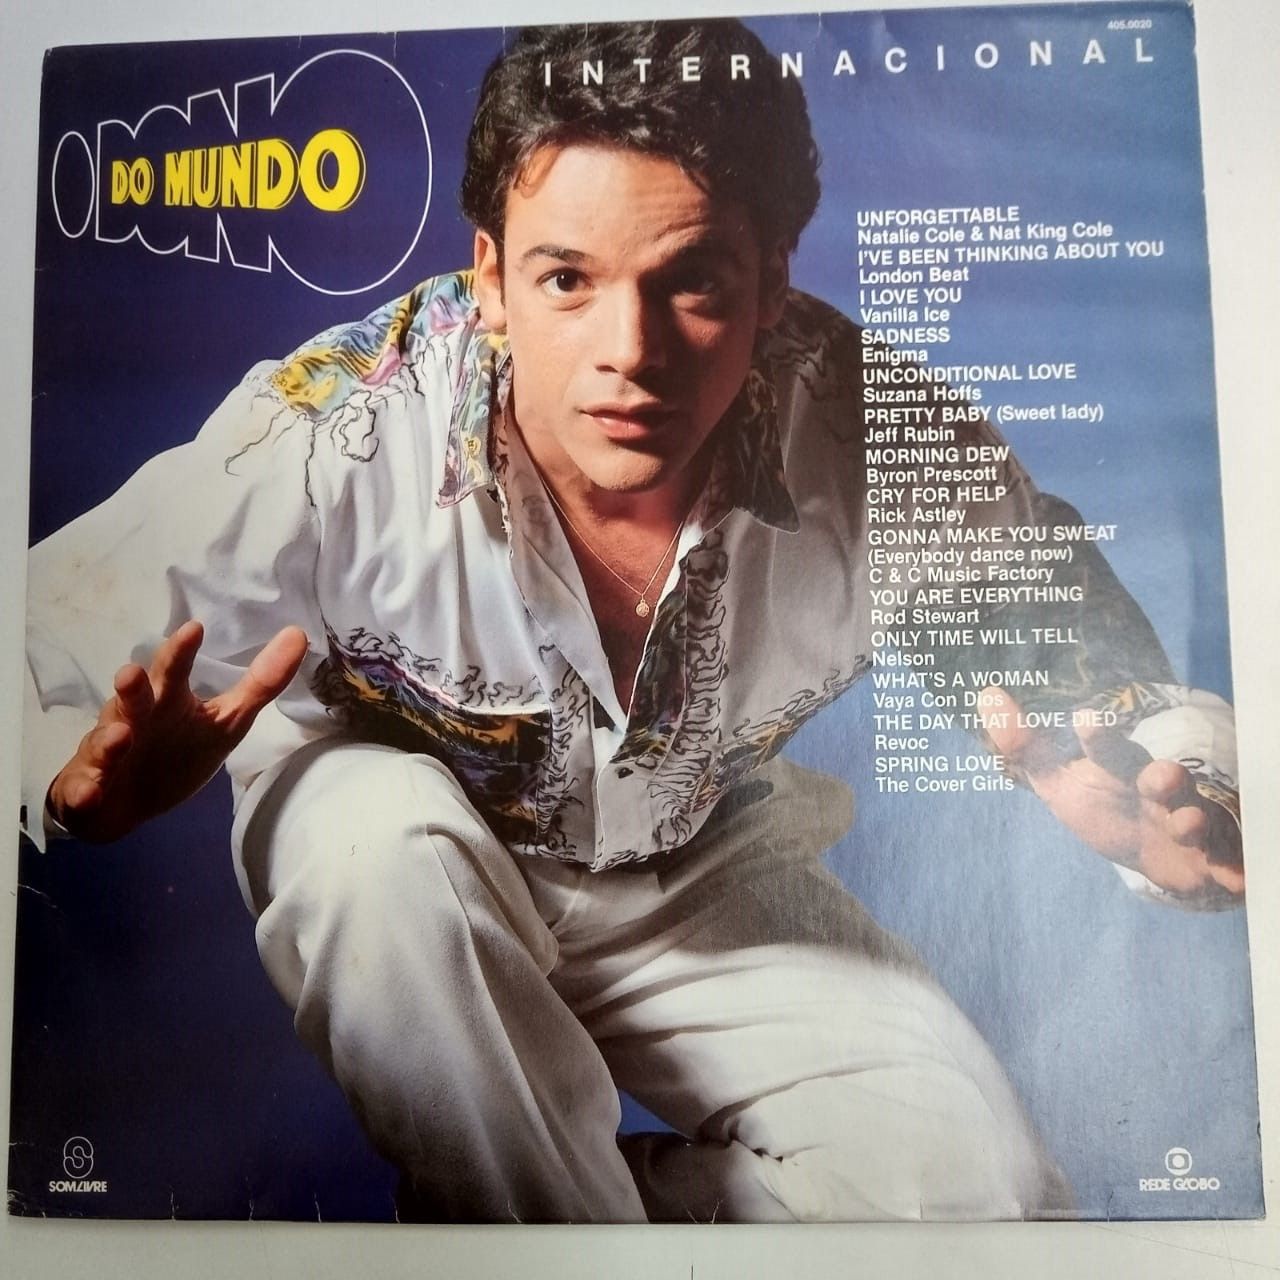 405.0020
INTERNACIONAL
O DONO
DO MUNDO
UNFORGETTABLE
Natalie Cole & Nat King Cole
I'VE BEEN THINKING ABOUT YOU
London Beat
I LOVE YOU
Vanilla Ice
SADNESS
Enigma
UNCONDITIONAL LOVE
Suzana Hoffs
PRETTY BABY (Sweet lady)
Jeff Rubin
MORNING DEW
Byron Prescott
CRY FOR HELP
Rick Astley
GONNA MAKE YOU SWEAT
(Everybody dance now)
C & C Music Factory
YOU ARE EVERYTHING
Rod Stewart
ONLY TIME WILL TELL
Nelson
WHAT'S A WOMAN
Vaya Con Dios
THE DAY THAT LOVE DIED
Revoc
SPRING LOVE
The Cover Girls
SOM LIVRE
REDE GLOBO